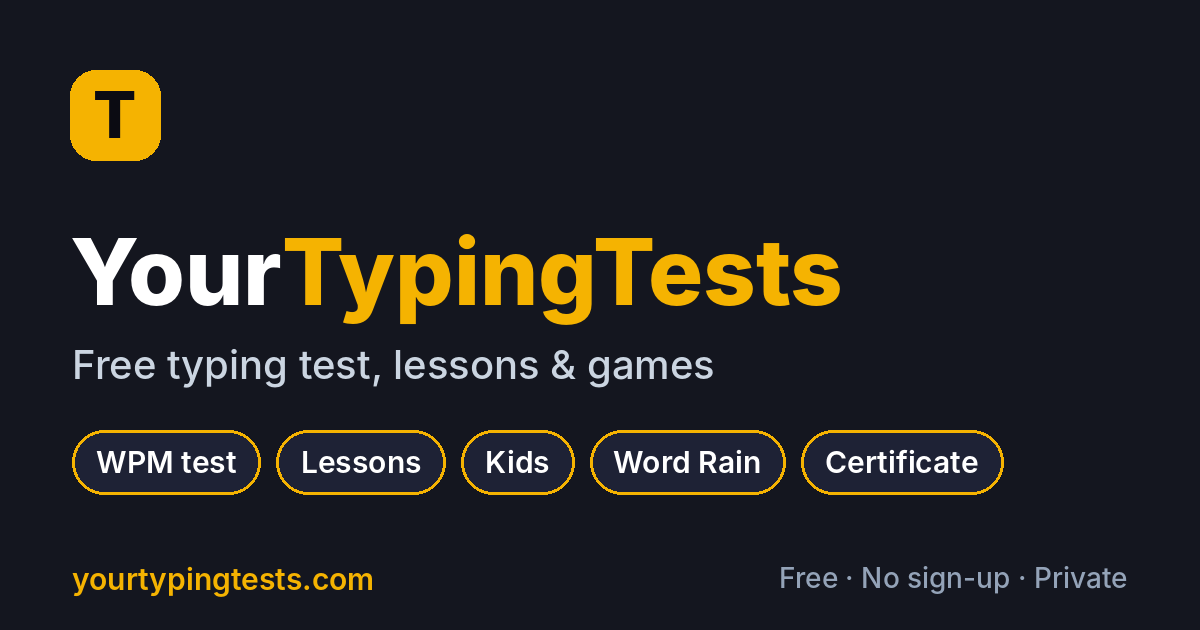 T
YourTypingTests
Free typing test, lessons & games
WPM test Lessons Kids Word Rain Certificate
yourtypingtests.com Free · No sign-up · Private